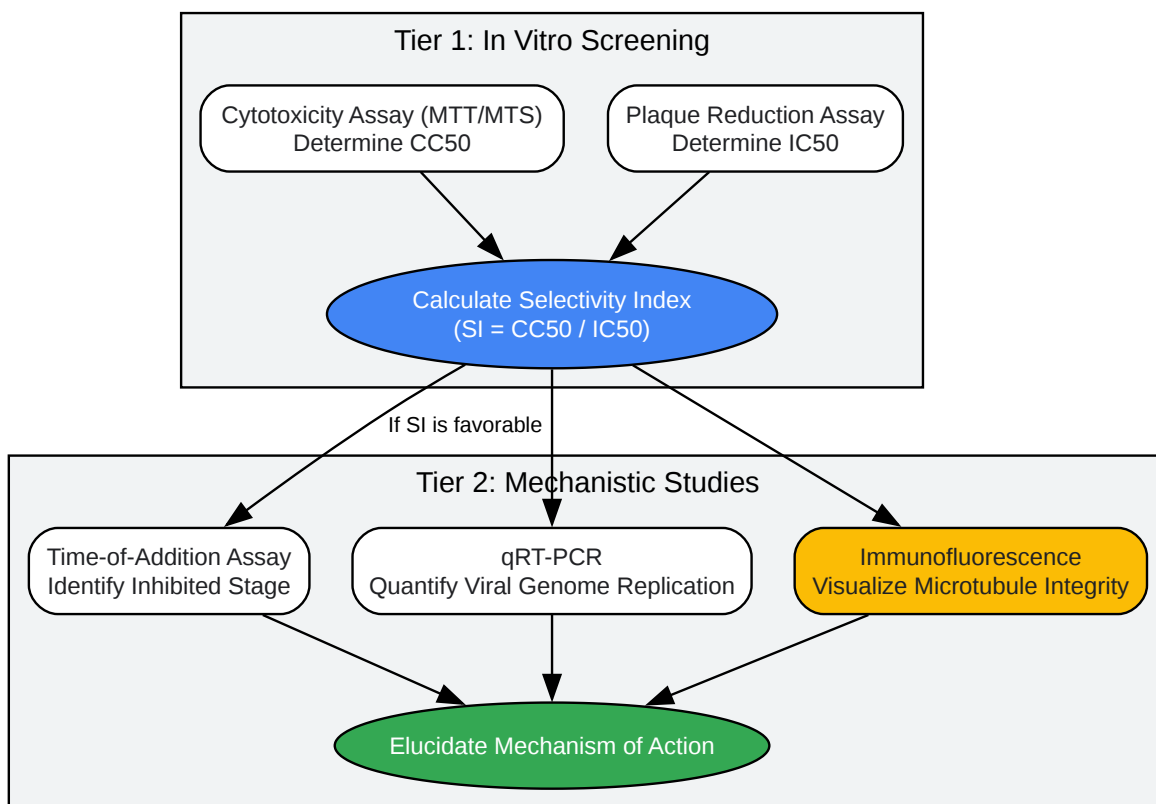 Tier 1: In Vitro Screening
Cytotoxicity Assay (MTT/MTS)
Determine CC50
Plaque Reduction Assay
Determine IC50
Calculate Selectivity Index
(SI = CC50 / IC50)
If SI is favorable
Tier 2: Mechanistic Studies
Time-of-Addition Assay
Identify Inhibited Stage
qRT-PCR
Quantify Viral Genome Replication
Immunofluorescence
Visualize Microtubule Integrity
Elucidate Mechanism of Action